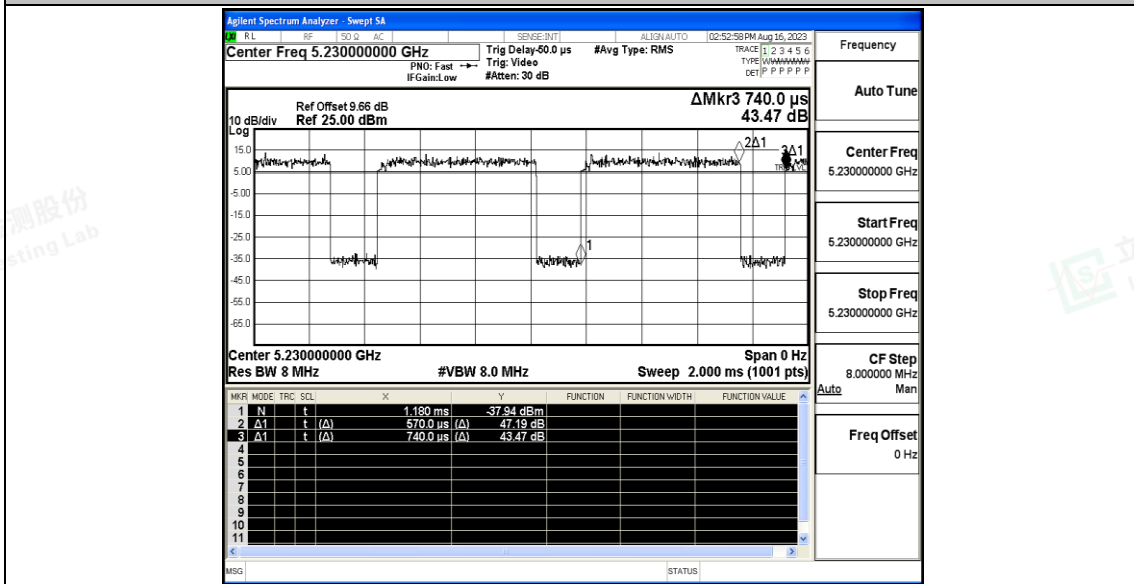 Agilent Spectrum Analyzer - Swept SA
RL RF 50 Ω AC SENSE:INT ALIGN AUTO 02:52:58 PM Aug 16, 2023
Center Freq 5.230000000 GHz
PNO: Fast
IFGain:Low
Trig Delay-50.0 µs
Trig: Video
#Atten: 30 dB
#Avg Type: RMS
TRACE 1 2 3 4 5 6
TYPE
DET P P P P P P
ΔMkr3 740.0 µs
43.47 dB
Ref Offset 9.66 dB
10 dB/div Ref 25.00 dBm
Log
15.0
5.00
-5.00
-15.0
-25.0
-35.0
-45.0
-55.0
-65.0
2Δ1
3Δ1
1
Center 5.230000000 GHz Span 0 Hz
Res BW 8 MHz #VBW 8.0 MHz Sweep 2.000 ms (1001 pts)
MKR MODE TRC SCL X Y FUNCTION FUNCTION WIDTH FUNCTION VALUE
1 N t 1.180 ms -37.94 dBm
2 Δ1 t (Δ) 570.0 µs (Δ) 47.19 dB
3 Δ1 t (Δ) 740.0 µs (Δ) 43.47 dB
4
5
6
7
8
9
10
11
MSG STATUS
Frequency
Auto Tune
Center Freq
5.230000000 GHz
Start Freq
5.230000000 GHz
Stop Freq
5.230000000 GHz
CF Step
8.000000 MHz
Auto Man
Freq Offset
0 Hz
测股份
sting Lab
立